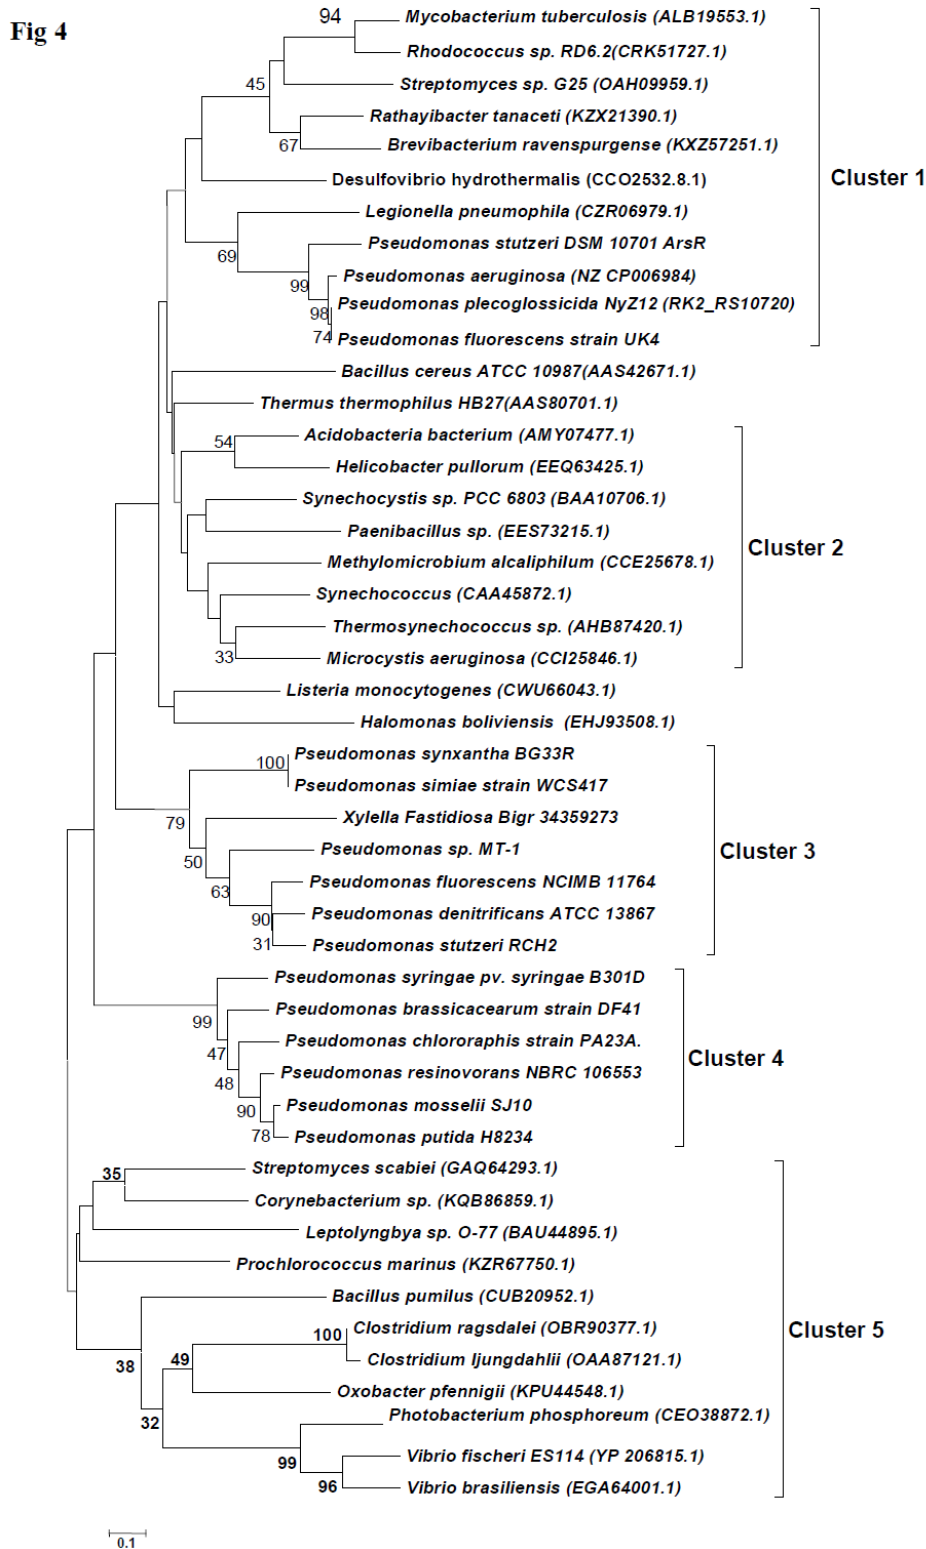 Fig 4
94
Mycobacterium tuberculosis (ALB19553.1)
Rhodococcus sp. RD6.2(CRK51727.1)
45
Streptomyces sp. G25 (OAH09959.1)
Rathayibacter tanaceti (KZX21390.1)
67
Brevibacterium ravenspurgense (KXZ57251.1)
Desulfovibrio hydrothermalis (CCO2532.8.1)
Cluster 1
Legionella pneumophila (CZR06979.1)
69
Pseudomonas stutzeri DSM 10701 ArsR
99
Pseudomonas aeruginosa (NZ CP006984)
98
Pseudomonas plecoglossicida NyZ12 (RK2_RS10720)
74
Pseudomonas fluorescens strain UK4
Bacillus cereus ATCC 10987(AAS42671.1)
Thermus thermophilus HB27(AAS80701.1)
54
Acidobacteria bacterium (AMY07477.1)
Helicobacter pullorum (EEQ63425.1)
Synechocystis sp. PCC 6803 (BAA10706.1)
Paenibacillus sp. (EES73215.1)
Cluster 2
Methylomicrobium alcaliphilum (CCE25678.1)
Synechococcus (CAA45872.1)
Thermosynechococcus sp. (AHB87420.1)
33
Microcystis aeruginosa (CCI25846.1)
Listeria monocytogenes (CWU66043.1)
Halomonas boliviensis (EHJ93508.1)
100
Pseudomonas synxantha BG33R
Pseudomonas simiae strain WCS417
79
Xylella Fastidiosa Bigr 34359273
50
Pseudomonas sp. MT-1
Cluster 3
63
Pseudomonas fluorescens NCIMB 11764
90
Pseudomonas denitrificans ATCC 13867
31
Pseudomonas stutzeri RCH2
Pseudomonas syringae pv. syringae B301D
99
Pseudomonas brassicacearum strain DF41
47
Pseudomonas chlororaphis strain PA23A.
Cluster 4
48
Pseudomonas resinovorans NBRC 106553
90
Pseudomonas mosselii SJ10
78
Pseudomonas putida H8234
35
Streptomyces scabiei (GAQ64293.1)
Corynebacterium sp. (KQB86859.1)
Leptolyngbya sp. O-77 (BAU44895.1)
Prochlorococcus marinus (KZR67750.1)
Bacillus pumilus (CUB20952.1)
Cluster 5
38
100
Clostridium ragsdalei (OBR90377.1)
49
Clostridium ljungdahlii (OAA87121.1)
Oxobacter pfennigii (KPU44548.1)
32
Photobacterium phosphoreum (CEO38872.1)
99
Vibrio fischeri ES114 (YP 206815.1)
96
Vibrio brasiliensis (EGA64001.1)
0.1